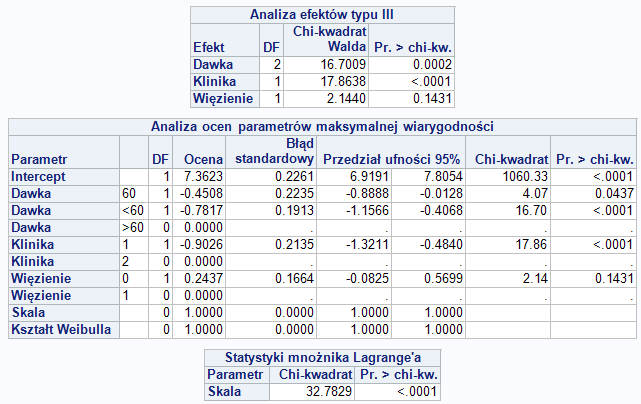 Analiza efektów typu III
Efekt DF Chi-kwadrat Walda Pr. > chi-kw.
Dawka 2 16.7009 0.0002
Klinika 1 17.8638 <.0001
Więzienie 1 2.1440 0.1431
Analiza ocen parametrów maksymalnej wiarygodności
Parametr DF Ocena Błąd standardowy Przedział ufności 95% Chi-kwadrat Pr. > chi-kw.
Intercept 1 7.3623 0.2261 6.9191 7.8054 1060.33 <.0001
Dawka 60 1 -0.4508 0.2235 -0.8888 -0.0128 4.07 0.0437
Dawka <60 1 -0.7817 0.1913 -1.1566 -0.4068 16.70 <.0001
Dawka >60 0 0.0000 . . . . .
Klinika 1 1 -0.9026 0.2135 -1.3211 -0.4840 17.86 <.0001
Klinika 2 0 0.0000 . . . . .
Więzienie 0 1 0.2437 0.1664 -0.0825 0.5699 2.14 0.1431
Więzienie 1 0 0.0000 . . . . .
Skala 0 1.0000 0.0000 1.0000 1.0000
Kształt Weibulla 0 1.0000 0.0000 1.0000 1.0000
Statystyki mnożnika Lagrange'a
Parametr Chi-kwadrat Pr. > chi-kw.
Skala 32.7829 <.0001